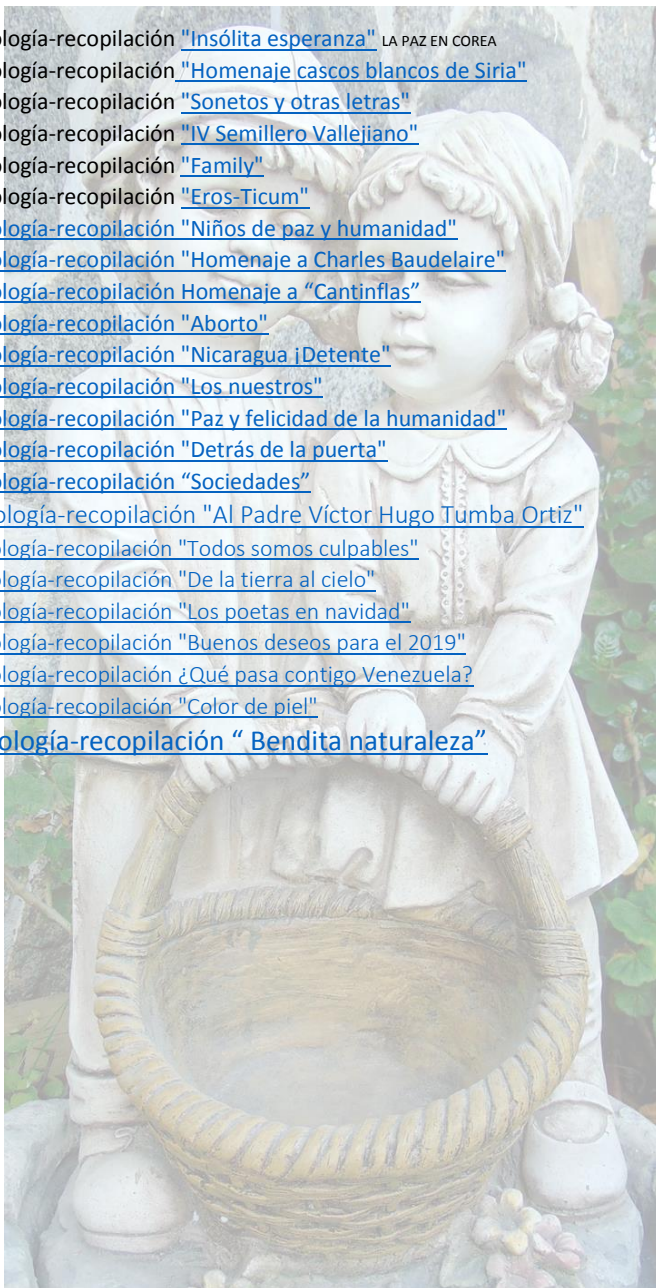 ología-recopilación "Insólita esperanza" LA PAZ EN COREA
ología-recopilación "Homenaje cascos blancos de Siria"
ología-recopilación "Sonetos y otras letras"
ología-recopilación "IV Semillero Vallejiano"
ología-recopilación "Family"
ología-recopilación "Eros-Ticum"
ología-recopilación "Niños de paz y humanidad"
ología-recopilación "Homenaje a Charles Baudelaire"
ología-recopilación Homenaje a “Cantinflas”
ología-recopilación "Aborto"
ología-recopilación "Nicaragua ¡Detente"
ología-recopilación "Los nuestros"
ología-recopilación "Paz y felicidad de la humanidad"
ología-recopilación "Detrás de la puerta"
ología-recopilación “Sociedades”
ología-recopilación "Al Padre Víctor Hugo Tumba Ortiz"
ología-recopilación "Todos somos culpables"
ología-recopilación "De la tierra al cielo"
ología-recopilación "Los poetas en navidad"
ología-recopilación "Buenos deseos para el 2019"
ología-recopilación ¿Qué pasa contigo Venezuela?
ología-recopilación "Color de piel"
ología-recopilación “ Bendita naturaleza”